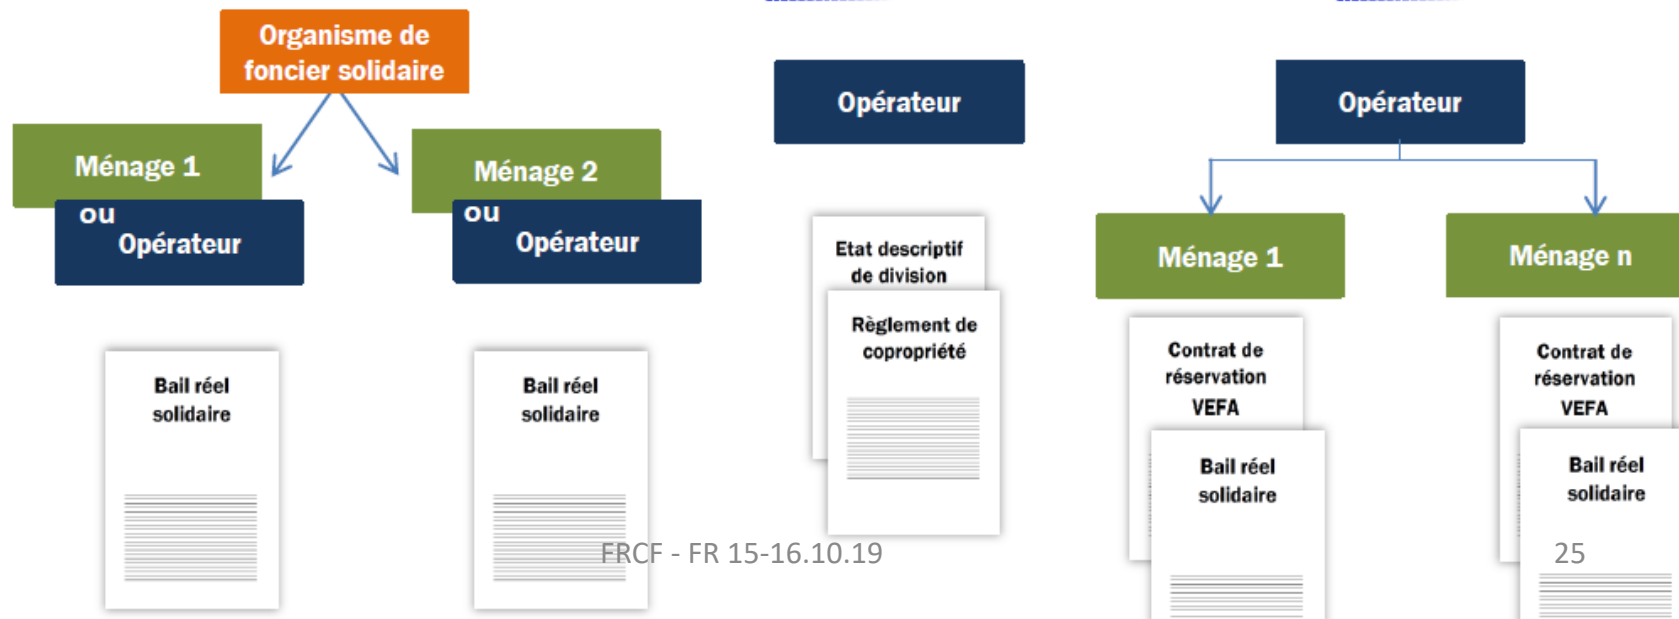 Organisme de
foncier solidaire
Ménage 1
ou
Opérateur
Ménage 2
ou
Opérateur
Bail réel
solidaire
Bail réel
solidaire
Opérateur
Etat descriptif
de division
Règlement de
copropriété
Opérateur
Ménage 1
Ménage n
Contrat de
réservation
VEFA
Bail réel
solidaire
Contrat de
réservation
VEFA
Bail réel
solidaire
FRCF - FR 15-16.10.19
25